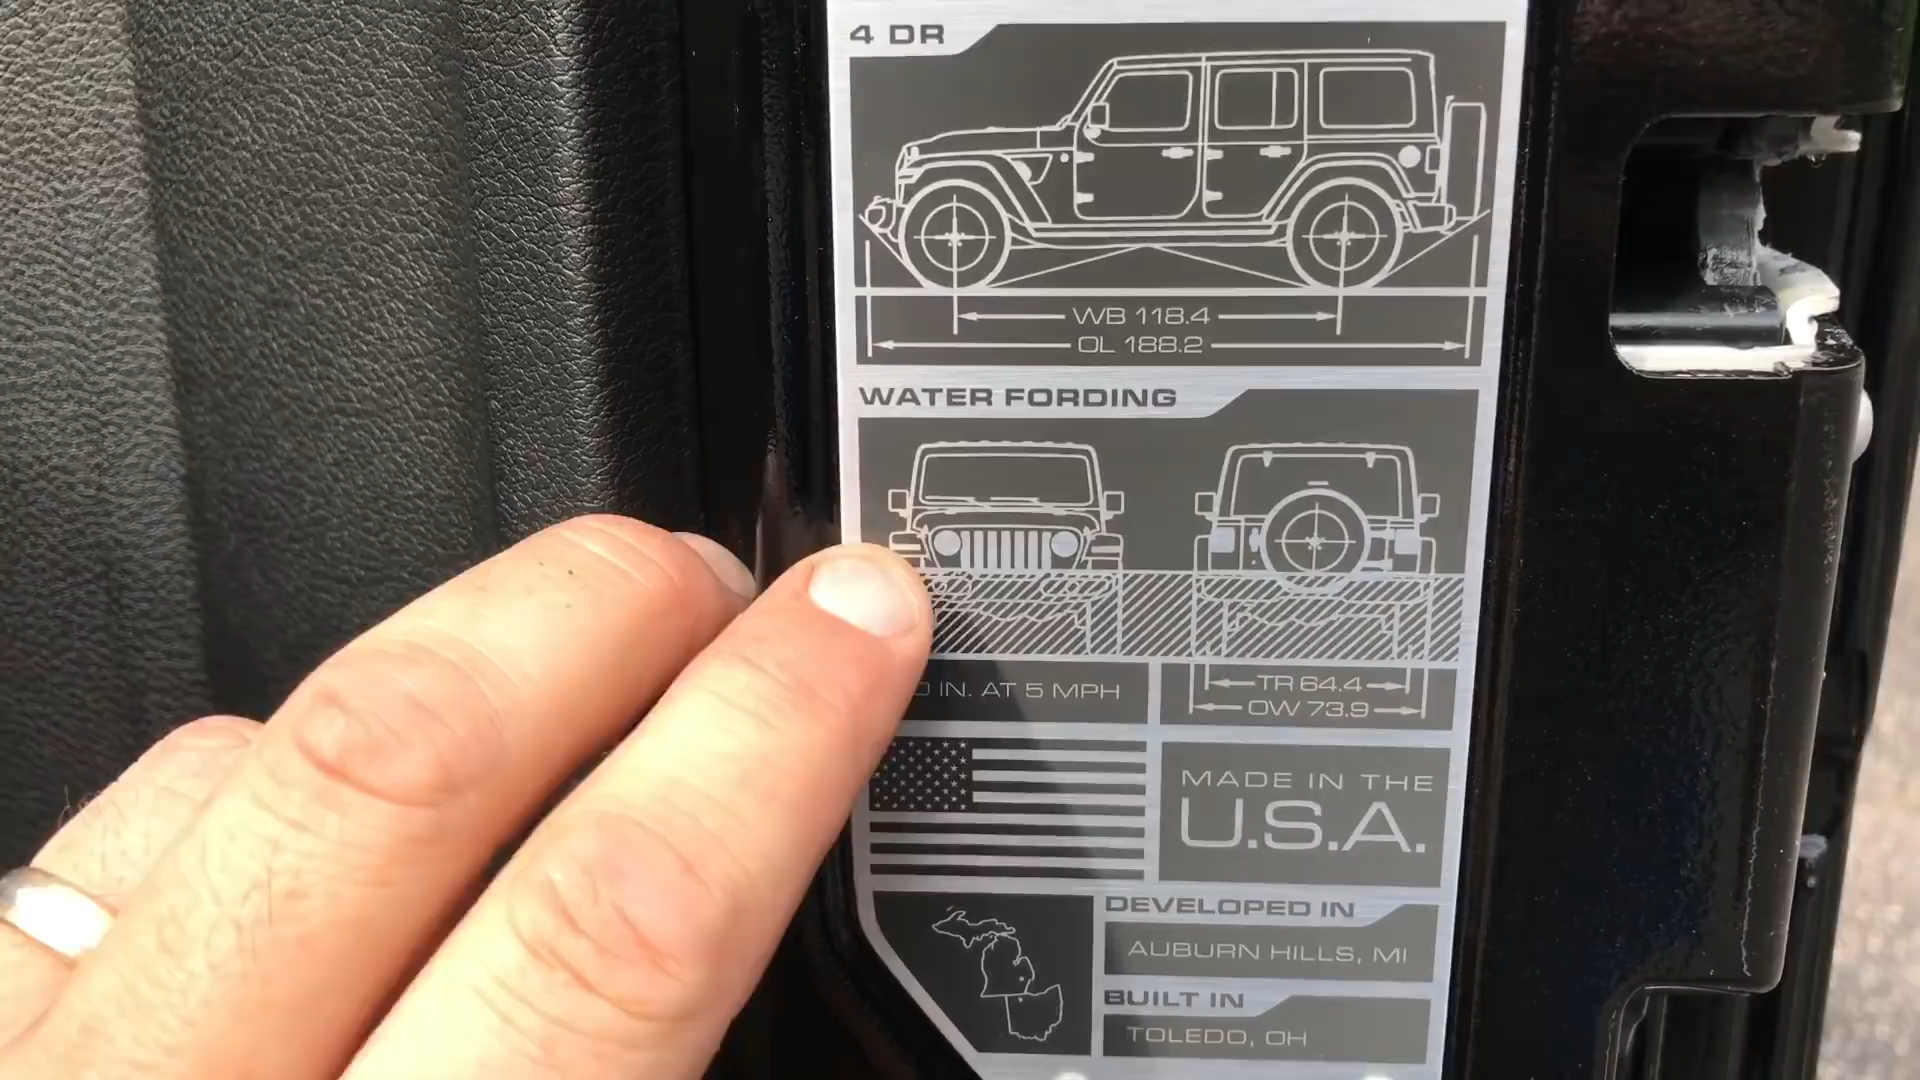 4 DR
WB 118.4
OL 188.2
WATER FORDING
IN. AT 5 MPH
TR 64.4
OW 73.9
MADE IN THE
U.S.A.
DEVELOPED IN
AUBURN HILLS, MI
BUILT IN
TOLEDO, OH